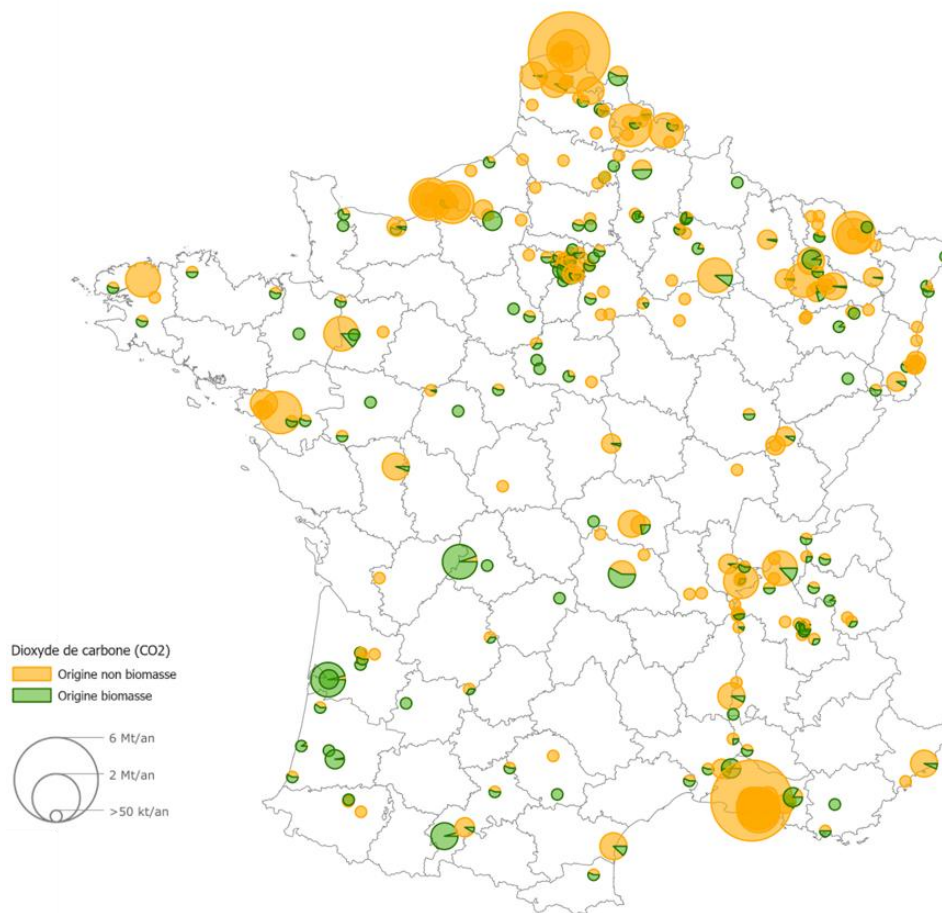 Dioxyde de carbone (CO2)
Origine non biomasse
Origine biomasse
6 Mt/an
2 Mt/an
>50 kt/an